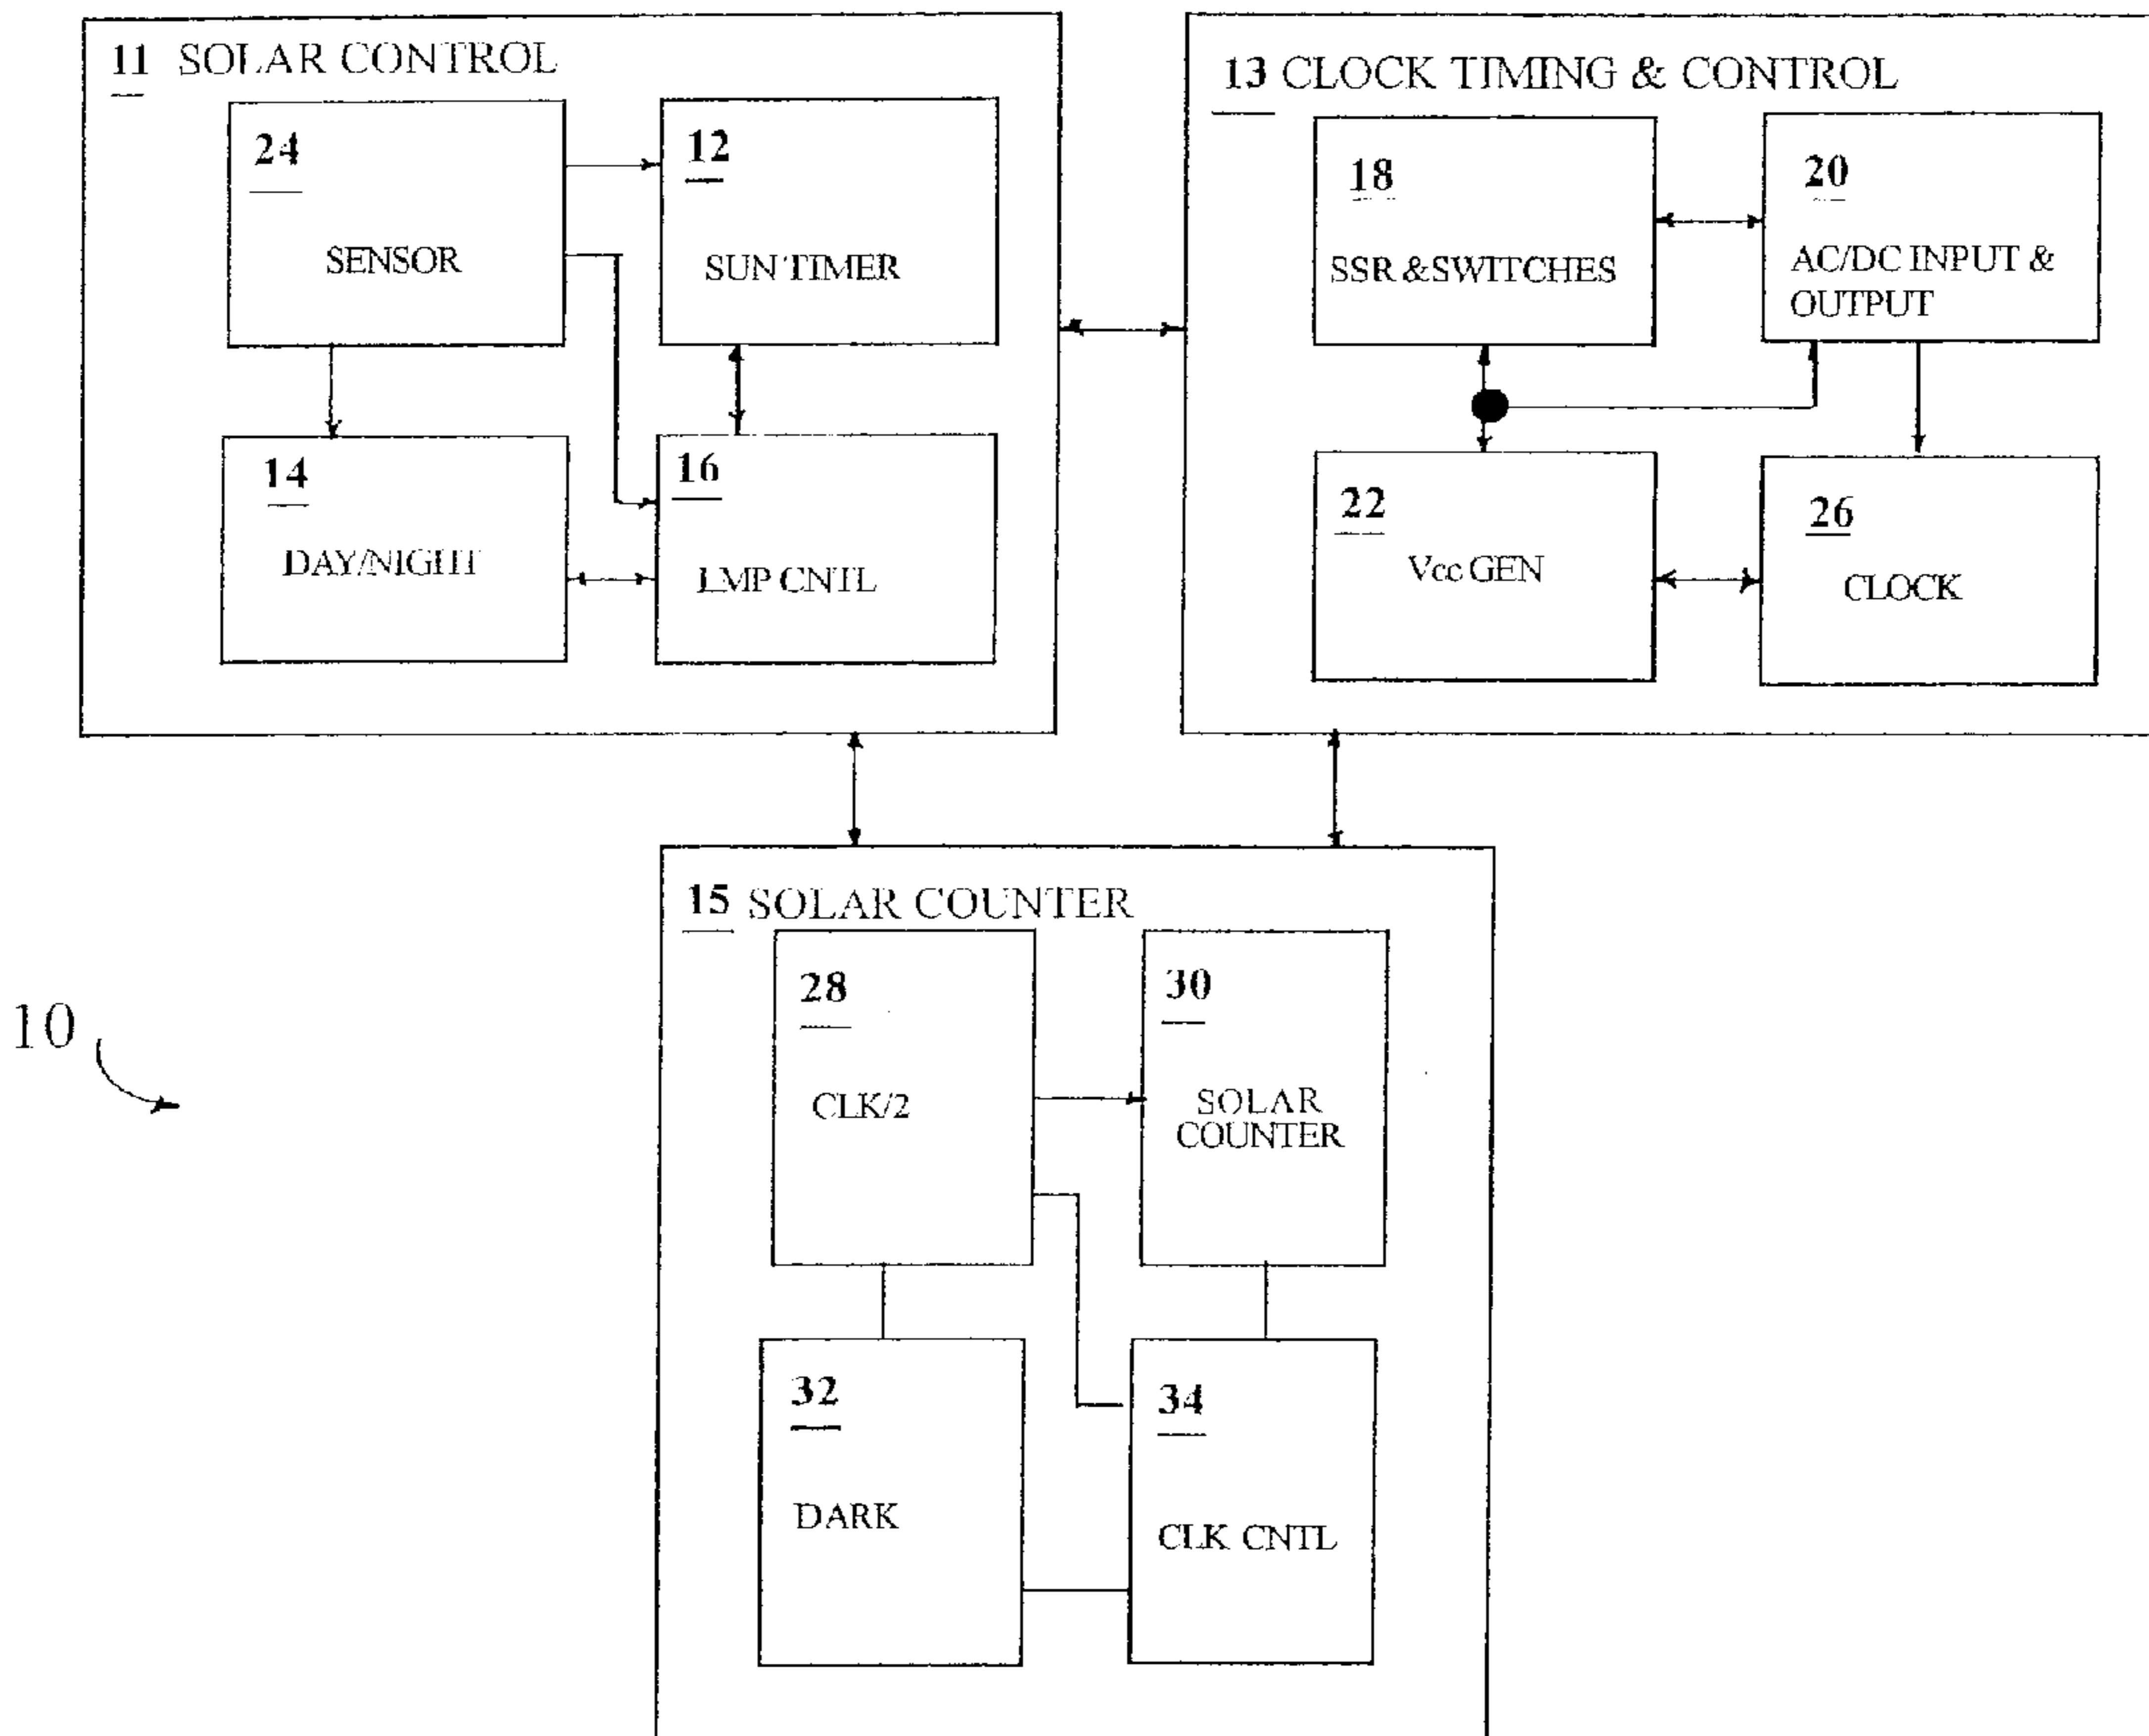 11 SOLAR CONTROL
24
SENSOR
12
SUN TIMER
14
DAY/NIGHT
16
LMP CNTL
13 CLOCK TIMING & CONTROL
18
SSR &SWITCHES
20
AC/DC INPUT &
OUTPUT
22
Vcc GEN
26
CLOCK
15 SOLAR COUNTER
28
CLK/2
30
SOLAR
COUNTER
32
DARK
34
CLK CNTL
10